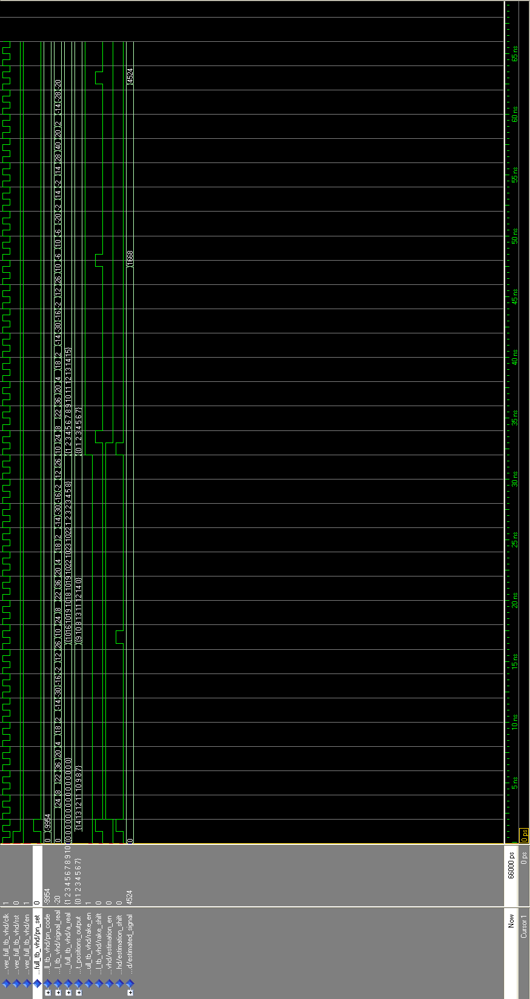 ...ver_full_tb_vhd/clk 1
...ver_full_tb_vhd/rst 0
...ver_full_tb_vhd/en 1
...full_tb_vhd/pn_set 0
...ll_tb_vhd/pn_code -9954 0 -9954
...l_tb_vhd/signal_real -20 0 24 8 22 36 20 4 18 2 -14 -30 -16 -2 12 26 10 24 8 22 36 20 4 18 2 -14 -30 -16 -2 12 26 10 24 8 22 36 20 4 18 2 -14 -30 -16 -2 12 26 10 -6 10 -6 -20 -2 14 -2 14 28 40 20 2 -14 -28 -20
..._full_tb_vhd/a_real {1 2 3 4 5 6 7 8 9 10 {0 0 0 0 0 0 0 0 0 0 0 0 0 0 0} {1016 1019 1018 1019 1022 1023 1022 1 2 3 2 3 4 5 8} {1 2 3 4 5 6 7 8 9 10 11 12 13 14 15}
...t_positions_output {0 1 2 3 4 5 6 7} {14 13 12 11 10 9 8 7} {9 10 8 13 11 12 14 0} {0 1 2 3 4 5 6 7}
...ull_tb_vhd/rake_en 1
...l_tb_vhd/rake_shift 0
...vhd/estimation_en 0
...hd/estimation_shift 0
...d/estimated_signal 4524 0 1668 4524
Now 66000 ps 5 ns 10 ns 15 ns 20 ns 25 ns 30 ns 35 ns 40 ns 45 ns 50 ns 55 ns 60 ns 65 ns
Cursor 1 0 ps 0 ps